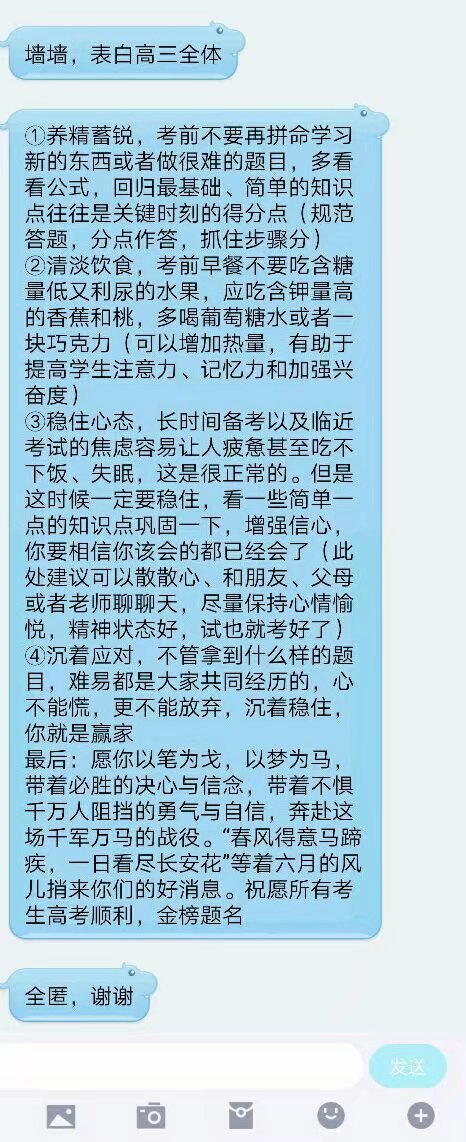 墙墙，表白高三全体
①养精蓄锐，考前不要再拼命学习
新的东西或者做很难的题目，多看
看公式，回归最基础、简单的知识
点往往是关键时刻的得分点（规范
答题，分点作答，抓住步骤分）
②清淡饮食，考前早餐不要吃含糖
量低又利尿的水果，应吃含钾量高
的香蕉和桃，多喝葡萄糖水或者一
块巧克力（可以增加热量，有助于
提高学生注意力、记忆力和加强兴
奋度）
③稳住心态，长时间备考以及临近
考试的焦虑容易让人疲惫甚至吃不
下饭、失眠，这是很正常的。但是
这时候一定要稳住，看一些简单一
点的知识点巩固一下，增强信心，
你要相信你该会的都已经会了（此
处建议可以散散心、和朋友、父母
或者老师聊聊天，尽量保持心情愉
悦，精神状态好，试也就考好了）
④沉着应对，不管拿到什么样的题
目，难易都是大家共同经历的，心
不能慌，更不能放弃，沉着稳住，
你就是赢家
最后：愿你以笔为戈，以梦为马，
带着必胜的决心与信念，带着不惧
千万人阻挡的勇气与自信，奔赴这
场千军万马的战役。“春风得意马蹄
疾，一日看尽长安花”等着六月的风
儿捎来你们的好消息。祝愿所有考
生高考顺利，金榜题名
全匿，谢谢
发送